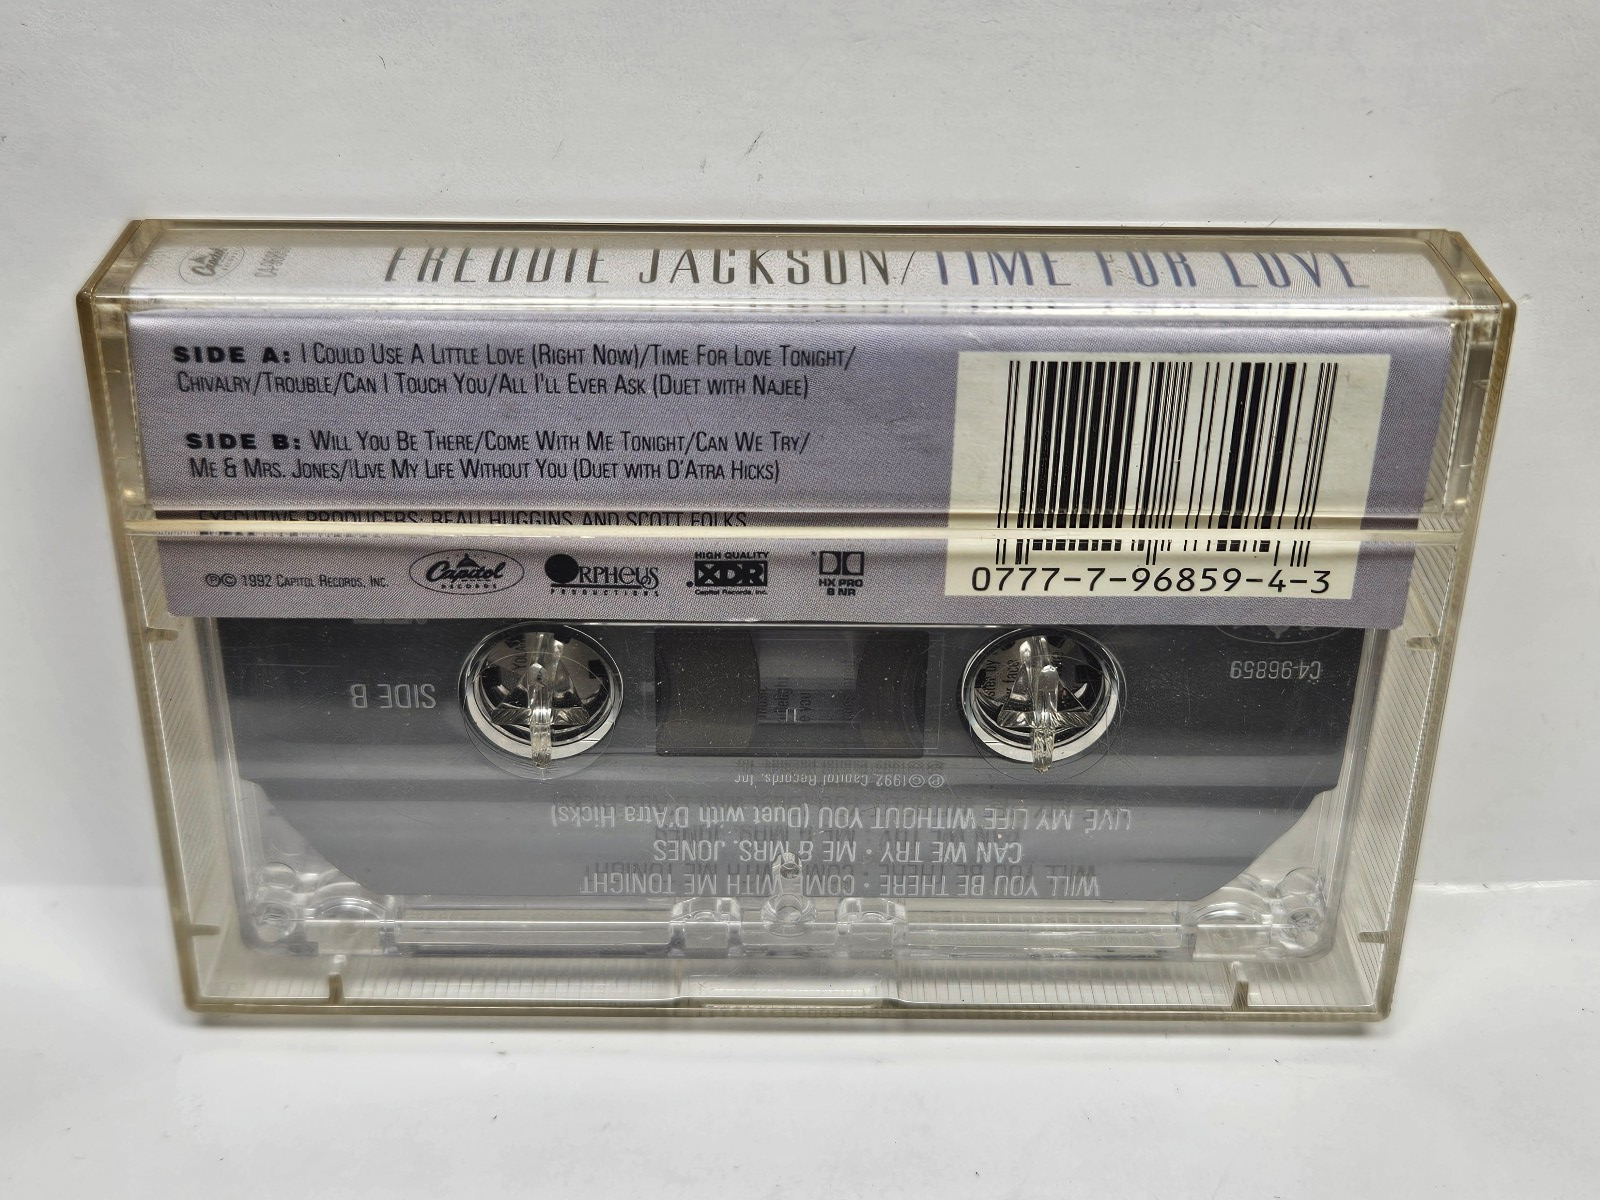 Capitol
FREDDIE JACKSON/TIME FOR LOVE
SIDE A: I COULD USE A LITTLE LOVE (RIGHT NOW)/TIME FOR LOVE TONIGHT/
CHIVALRY/TROUBLE/CAN I TOUCH YOU/ALL I'LL EVER ASK (DUET WITH NAJEE)
SIDE B: WILL YOU BE THERE/COME WITH ME TONIGHT/CAN WE TRY/
ME & MRS. JONES/LIVE MY LIFE WITHOUT YOU (DUET WITH D'ATRA HICKS)
EXECUTIVE PRODUCERS: BEAU HUGGINS AND SCOTT FOLKS
℗© 1992 CAPITOL RECORDS, INC.
Capitol
RECORDS
ORPHEUS
PRODUCTIONS
HIGH QUALITY
XDR
Capitol Records, Inc.
HX PRO
B NR
0777-7-96859-4-3
C4-96859
SIDE B
℗©1992, Capitol Records, Inc.
WILL YOU BE THERE • COME WITH ME TONIGHT
CAN WE TRY • ME & MRS. JONES
LIVE MY LIFE WITHOUT YOU (Duet with D'Atra Hicks)